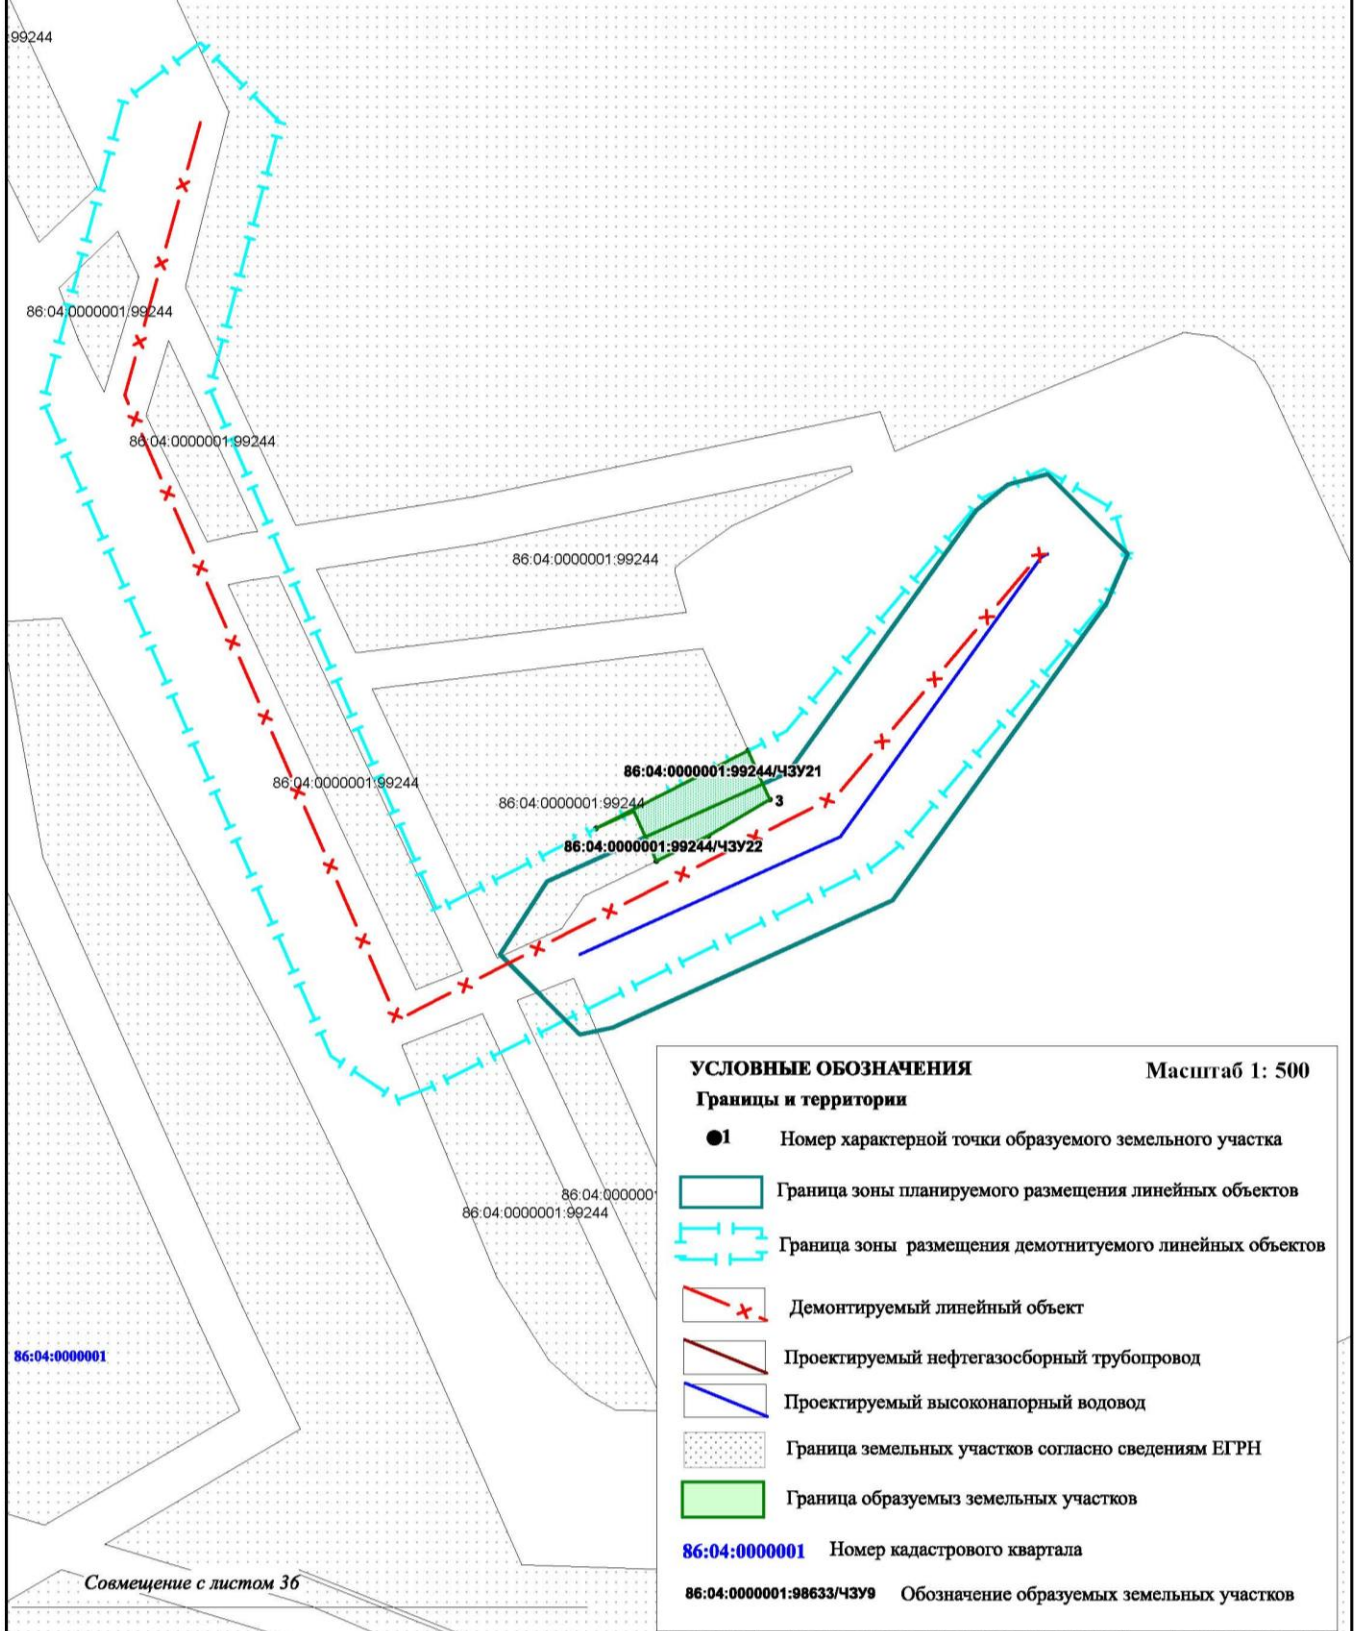 :99244
86:04:0000001:99244
86:04:0000001:99244
86:04:0000001:99244
86:04:0000001:99244/ЧЗУ21
86:04:0000001:99244
86:04:0000001:99244
3
86:04:0000001:99244/ЧЗУ22
УСЛОВНЫЕ ОБОЗНАЧЕНИЯ Масштаб 1: 500
Границы и территории
1 Номер характерной точки образуемого земельного участка
Граница зоны планируемого размещения линейных объектов
86:04:000000
86:04:0000001:99244
Граница зоны размещения демотнитуемого линейных объектов
Демонтируемый линейный объект
86:04:0000001
Проектируемый нефтегазосборный трубопровод
Проектируемый высоконапорный водовод
Граница земельных участков согласно сведениям ЕГРН
Граница образуемыз земельных участков
86:04:0000001 Номер кадастрового квартала
86:04:0000001:98633/ЧЗУ9 Обозначение образуемых земельных участков
Совмещение с листом 36